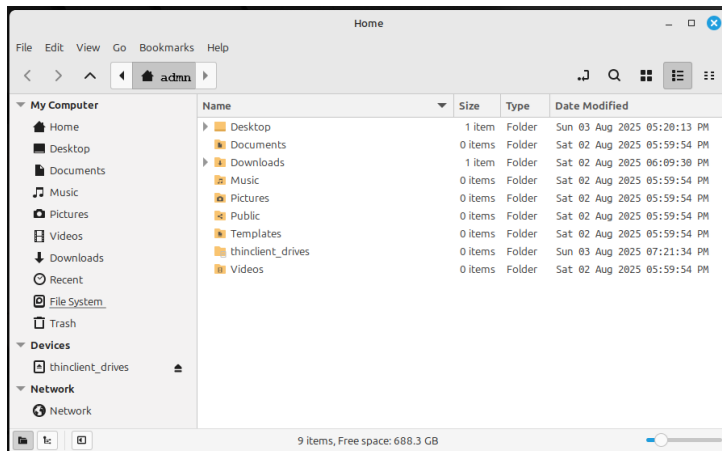 Home
File Edit View Go Bookmarks Help
admn
My Computer
Home
Desktop
Documents
Music
Pictures
Videos
Downloads
Recent
File System
Trash
Devices
thinclient_drives
Network
Network
Name Size Type Date Modified
Desktop 1 item Folder Sun 03 Aug 2025 05:20:13 PM
Documents 0 items Folder Sat 02 Aug 2025 05:59:54 PM
Downloads 1 item Folder Sat 02 Aug 2025 06:09:30 PM
Music 0 items Folder Sat 02 Aug 2025 05:59:54 PM
Pictures 0 items Folder Sat 02 Aug 2025 05:59:54 PM
Public 0 items Folder Sat 02 Aug 2025 05:59:54 PM
Templates 0 items Folder Sat 02 Aug 2025 05:59:54 PM
thinclient_drives 0 items Folder Sun 03 Aug 2025 07:21:34 PM
Videos 0 items Folder Sat 02 Aug 2025 05:59:54 PM
9 items, Free space: 688.3 GB